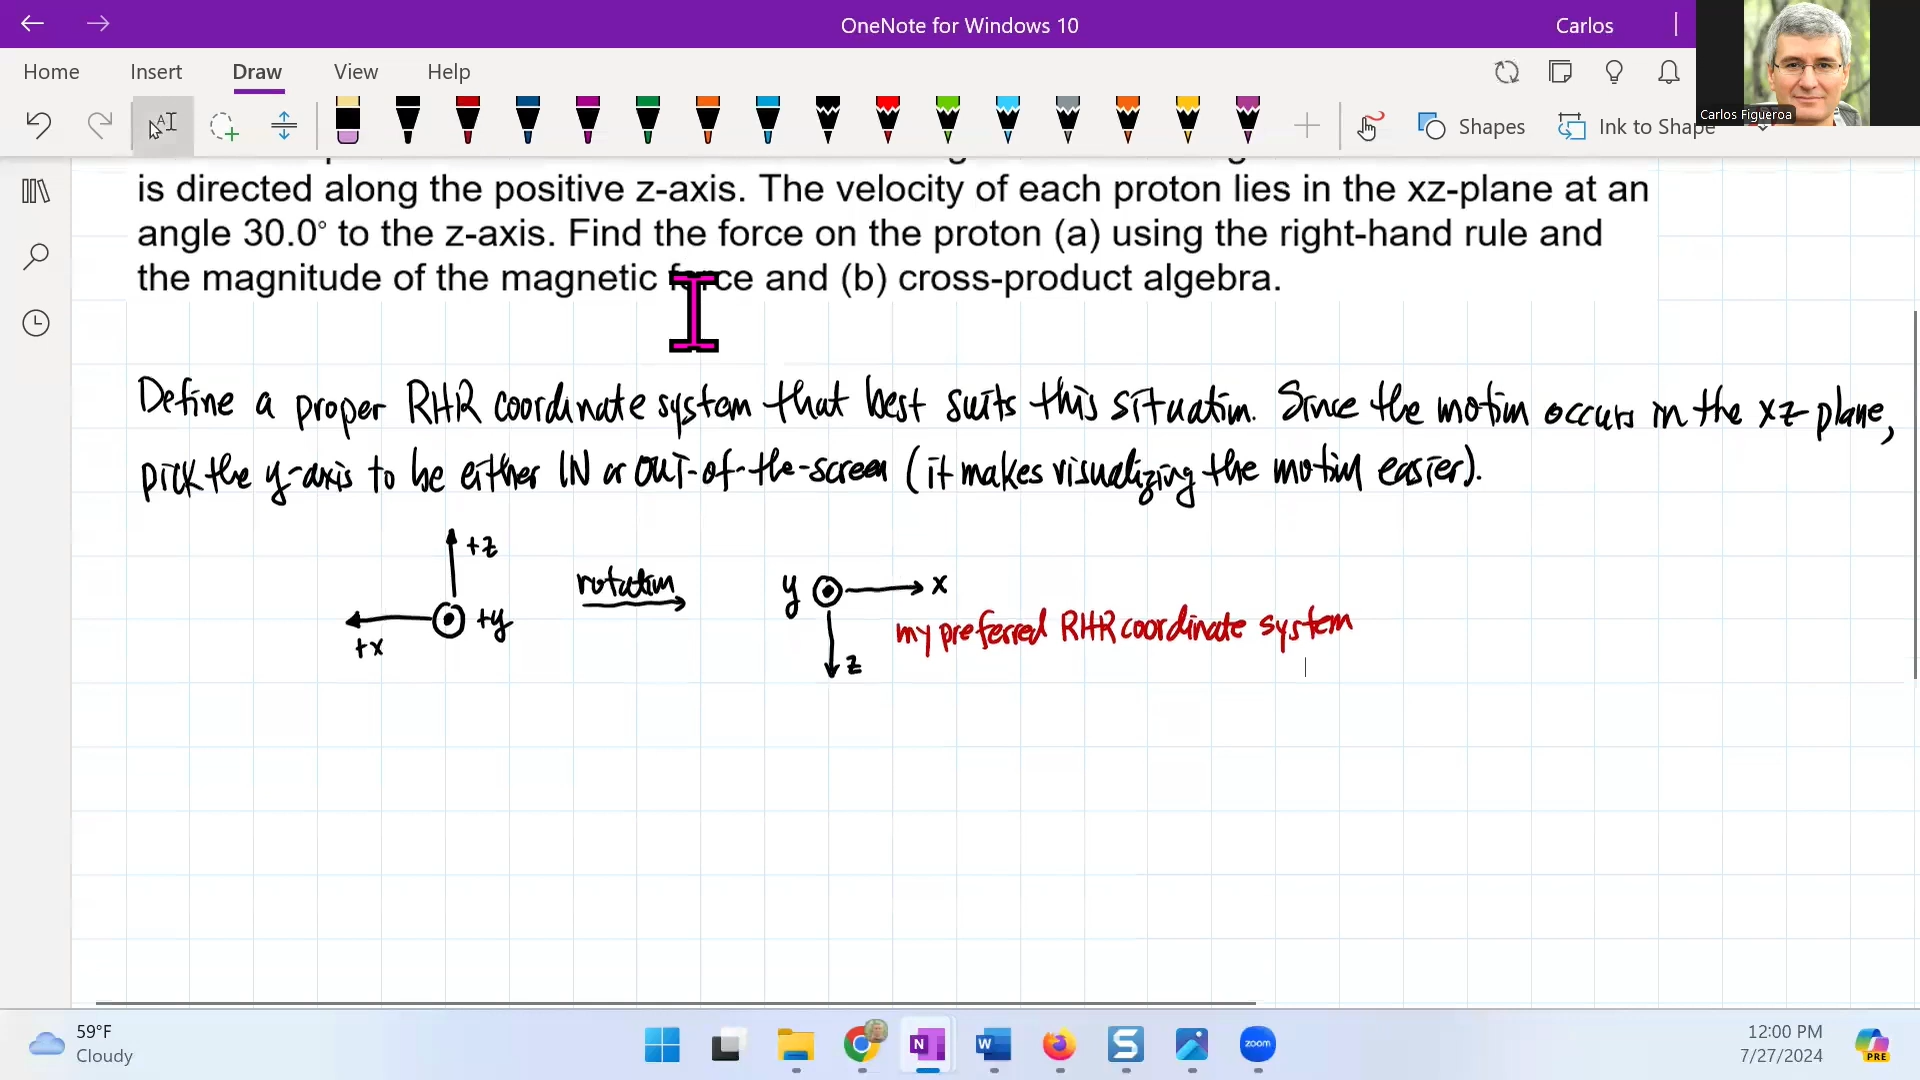 OneNote for Windows 10
Carlos
Home Insert Draw View Help
Carlos Figueroa
Shapes Ink to Shape
is directed along the positive z-axis. The velocity of each proton lies in the xz-plane at an
angle 30.0° to the z-axis. Find the force on the proton (a) using the right-hand rule and
the magnitude of the magnetic force and (b) cross-product algebra.
Define a proper RHR coordinate system that best suits this situation. Since the motion occurs in the xz-plane,
pick the y-axis to be either IN or OUT-of-the-screen (it makes visualizing the motion easier).
+z
+y
+x
rotation
y x
z
my preferred RHR coordinate system
59°F
Cloudy
N
W
S
zoom
12:00 PM
7/27/2024
PRE